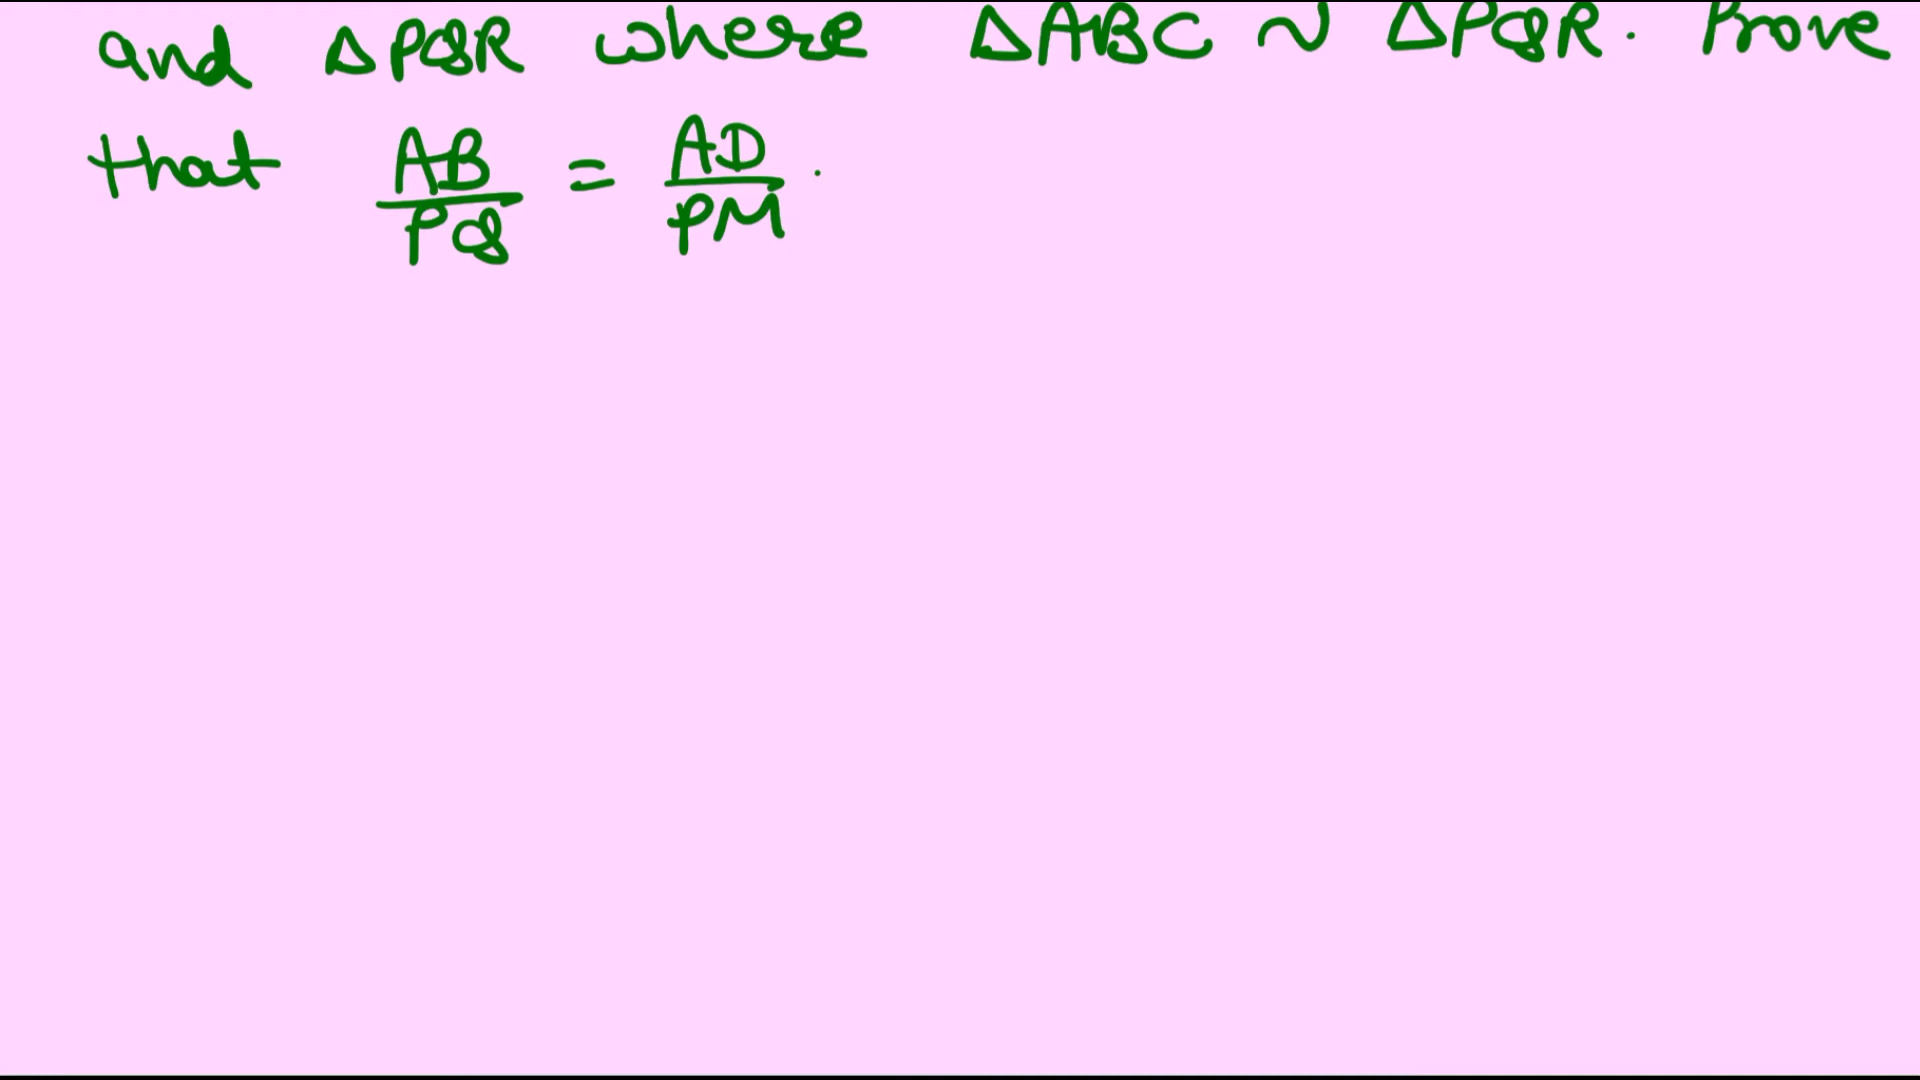 and ΔPQR where ΔABC ~ ΔPQR. Prove
that AB/PQ = AD/PM.